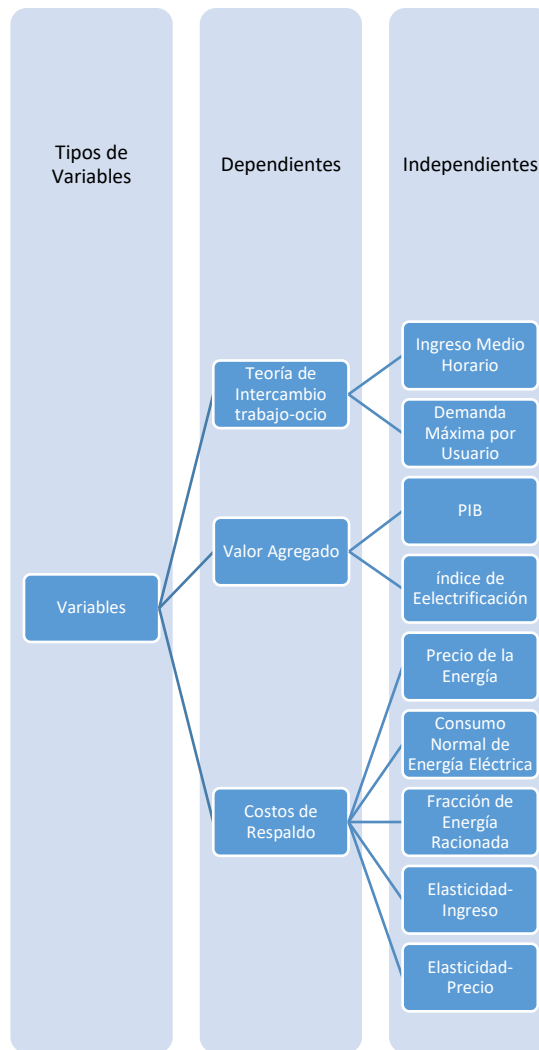 Tipos de
Variables
Dependientes
Independientes
Variables
Teoría de
Intercambio
trabajo-ocio
Valor Agregado
Costos de
Respaldo
Ingreso Medio
Horario
Demanda
Máxima por
Usuario
PIB
índice de
Eelectrificación
Precio de la
Energía
Consumo
Normal de
Energía Eléctrica
Fracción de
Energía
Racionada
Elasticidad-
Ingreso
Elasticidad-
Precio